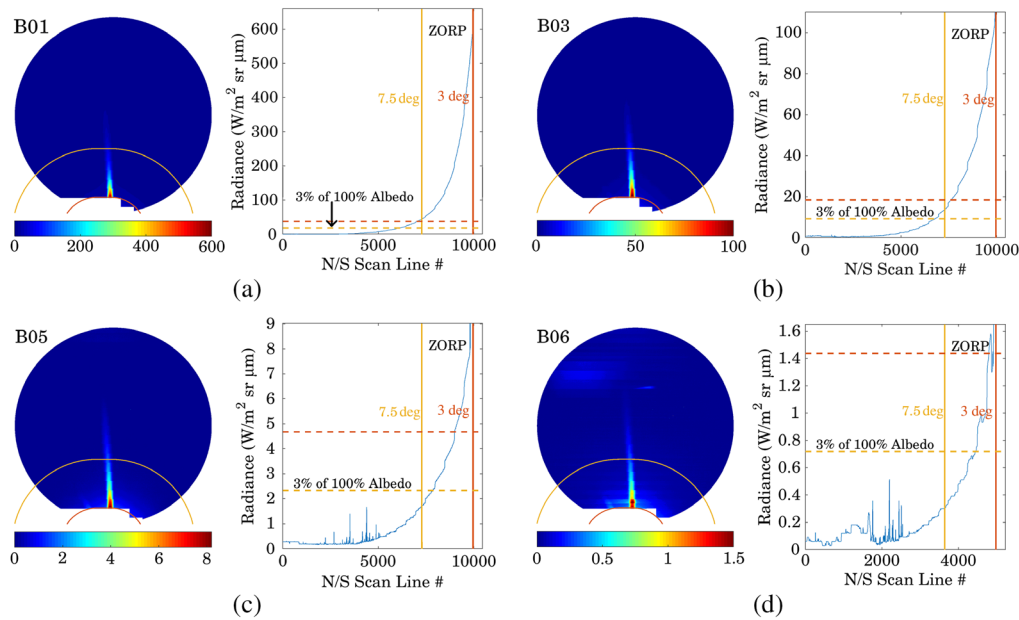 B01
0 200 400 600
Radiance (W/m² sr μm)
600
500
400
300
200
100
0
ZORP
7.5 deg
3 deg
3% of 100% Albedo
0 5000 10000
N/S Scan Line #
(a)
B03
0 50 100
Radiance (W/m² sr μm)
100
80
60
40
20
0
ZORP
7.5 deg
3 deg
3% of 100% Albedo
0 5000 10000
N/S Scan Line #
(b)
B05
0 2 4 6 8
Radiance (W/m² sr μm)
9
8
7
6
5
4
3
2
1
0
ZORP
7.5 deg
3 deg
3% of 100% Albedo
0 5000 10000
N/S Scan Line #
(c)
B06
0 0.5 1 1.5
Radiance (W/m² sr μm)
1.6
1.4
1.2
1
0.8
0.6
0.4
0.2
0
ZORP
7.5 deg
3 deg
3% of 100% Albedo
0 2000 4000
N/S Scan Line #
(d)